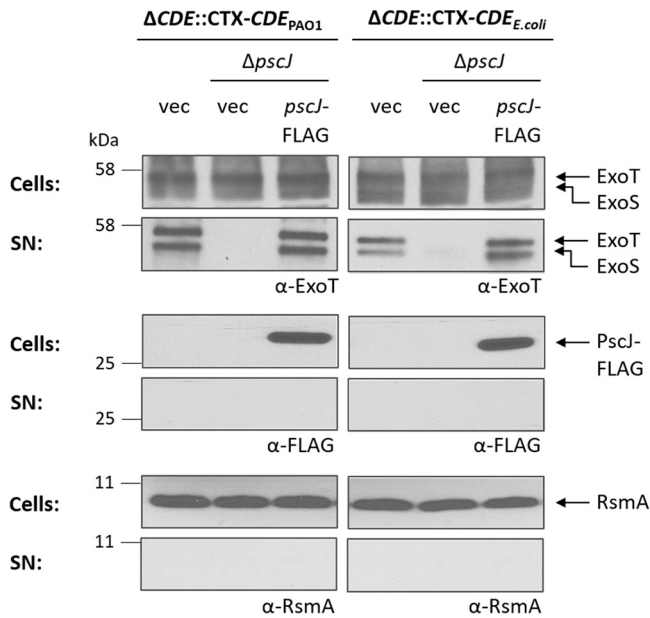 ΔCDE::CTX-CDEPAO1 ΔCDE::CTX-CDEE.coli
ΔpscJ ΔpscJ
vec vec pscJ- vec vec pscJ-
kDa FLAG FLAG
58
Cells: ExoT
ExoS
58
SN: ExoT
ExoS
α-ExoT α-ExoT
Cells: PscJ-
25 FLAG
SN:
25
α-FLAG α-FLAG
11
Cells: RsmA
11
SN:
α-RsmA α-RsmA